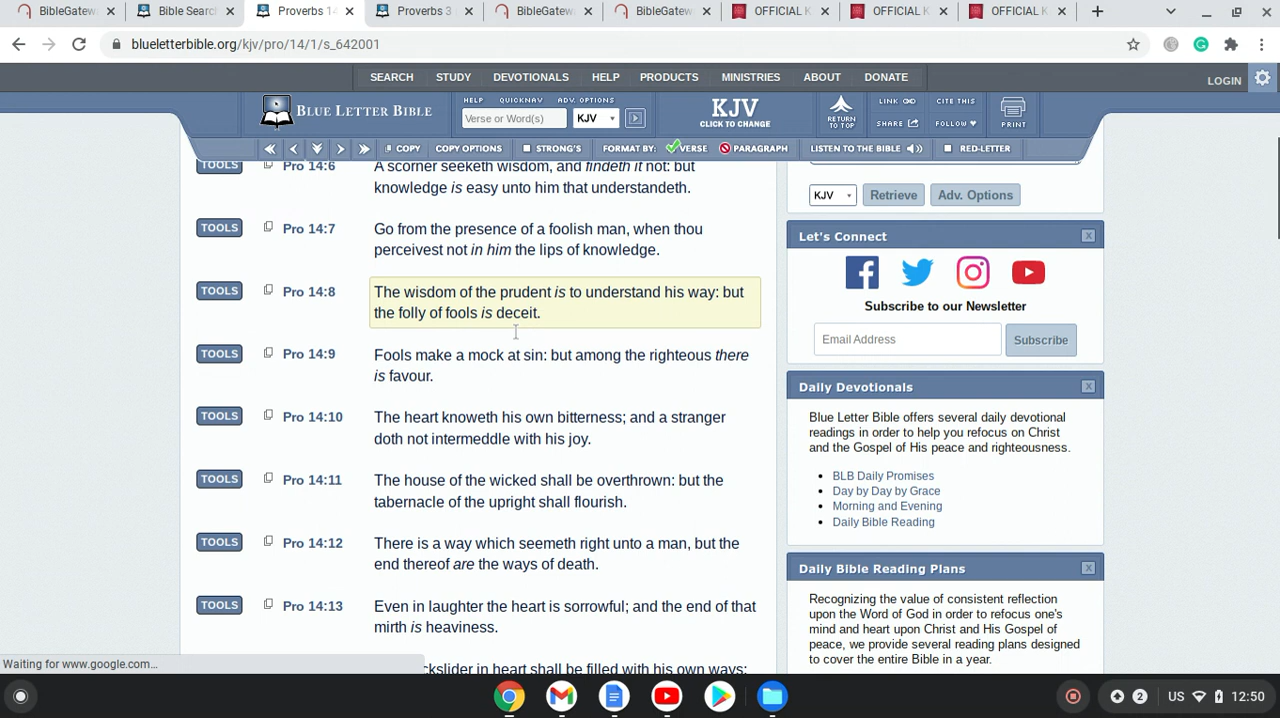 BibleGatew
Bible Searc
Proverbs 14
Proverbs 3
BibleGatew
BibleGatew
OFFICIAL K
OFFICIAL K
OFFICIAL K
blueletterbible.org/kjv/pro/14/1/s_642001
SEARCH STUDY DEVOTIONALS HELP PRODUCTS MINISTRIES ABOUT DONATE
LOGIN
BLUE LETTER BIBLE
HELP QUICKNAV ADV. OPTIONS
Verse or Word(s) KJV
KJV
CLICK TO CHANGE
RETURN
TO TOP
LINK CITE THIS
SHARE FOLLOW
PRINT
COPY COPY OPTIONS STRONG'S FORMAT BY: VERSE PARAGRAPH LISTEN TO THE BIBLE RED-LETTER
TOOLS Pro 14:6 A scorner seeketh wisdom, and findeth it not: but
knowledge is easy unto him that understandeth.
TOOLS Pro 14:7 Go from the presence of a foolish man, when thou
perceivest not in him the lips of knowledge.
TOOLS Pro 14:8 The wisdom of the prudent is to understand his way: but
the folly of fools is deceit.
TOOLS Pro 14:9 Fools make a mock at sin: but among the righteous there
is favour.
TOOLS Pro 14:10 The heart knoweth his own bitterness; and a stranger
doth not intermeddle with his joy.
TOOLS Pro 14:11 The house of the wicked shall be overthrown: but the
tabernacle of the upright shall flourish.
TOOLS Pro 14:12 There is a way which seemeth right unto a man, but the
end thereof are the ways of death.
TOOLS Pro 14:13 Even in laughter the heart is sorrowful; and the end of that
mirth is heaviness.
ckslider in heart shall be filled with his own ways:
KJV Retrieve Adv. Options
Let's Connect
Subscribe to our Newsletter
Email Address Subscribe
Daily Devotionals
Blue Letter Bible offers several daily devotional
readings in order to help you refocus on Christ
and the Gospel of His peace and righteousness.
BLB Daily Promises
Day by Day by Grace
Morning and Evening
Daily Bible Reading
Daily Bible Reading Plans
Recognizing the value of consistent reflection
upon the Word of God in order to refocus one's
mind and heart upon Christ and His Gospel of
peace, we provide several reading plans designed
to cover the entire Bible in a year.
Waiting for www.google.com...
2 US 12:50